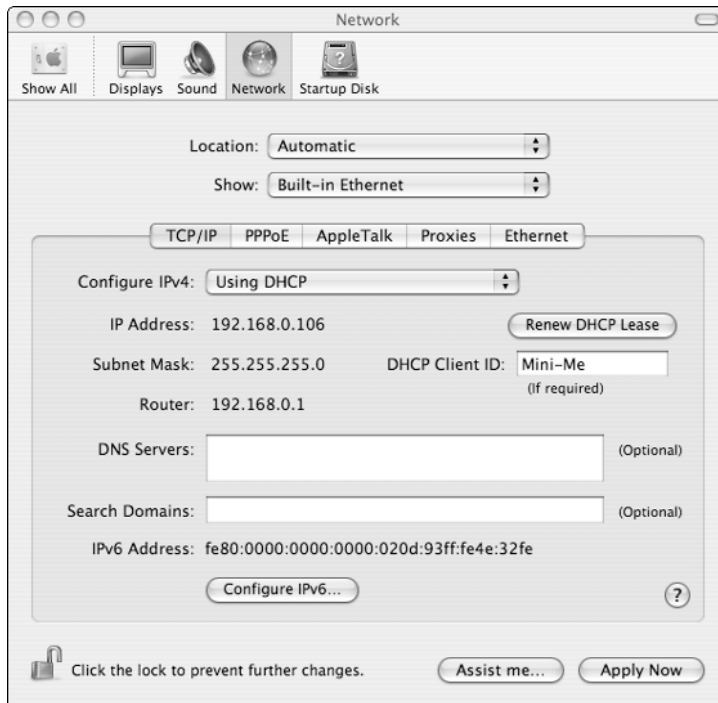 Network
Show All Displays Sound Network Startup Disk
Location: Automatic
Show: Built-in Ethernet
TCP/IP PPPoE AppleTalk Proxies Ethernet
Configure IPv4: Using DHCP
IP Address: 192.168.0.106 Renew DHCP Lease
Subnet Mask: 255.255.255.0 DHCP Client ID: Mini-Me
(If required)
Router: 192.168.0.1
DNS Servers: (Optional)
Search Domains: (Optional)
IPv6 Address: fe80:0000:0000:0000:020d:93ff:fe4e:32fe
Configure IPv6... ?
Click the lock to prevent further changes. Assist me... Apply Now